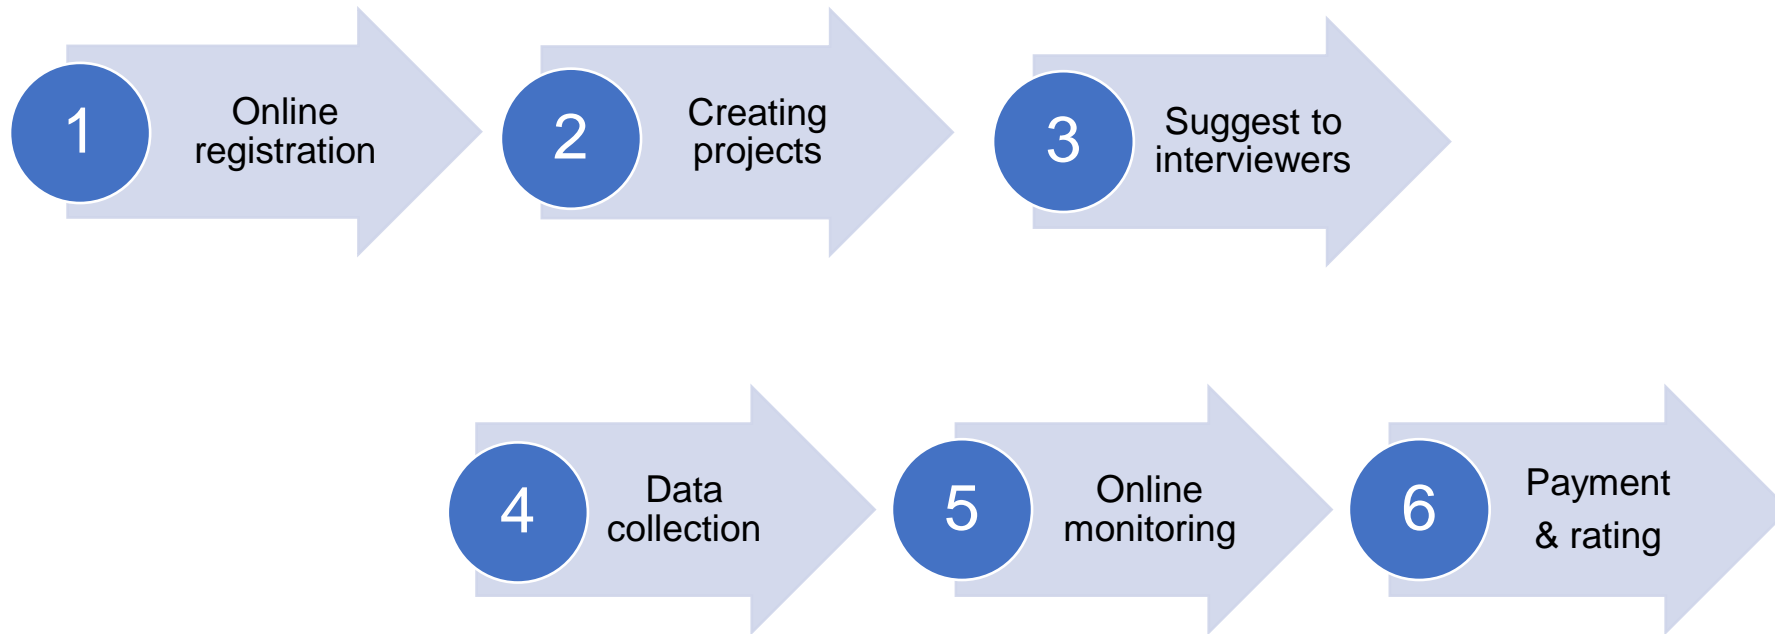 1
Online
registration
2
Creating
projects
3
Suggest to
interviewers
4
Data
collection
5
Online
monitoring
6
Payment
& rating